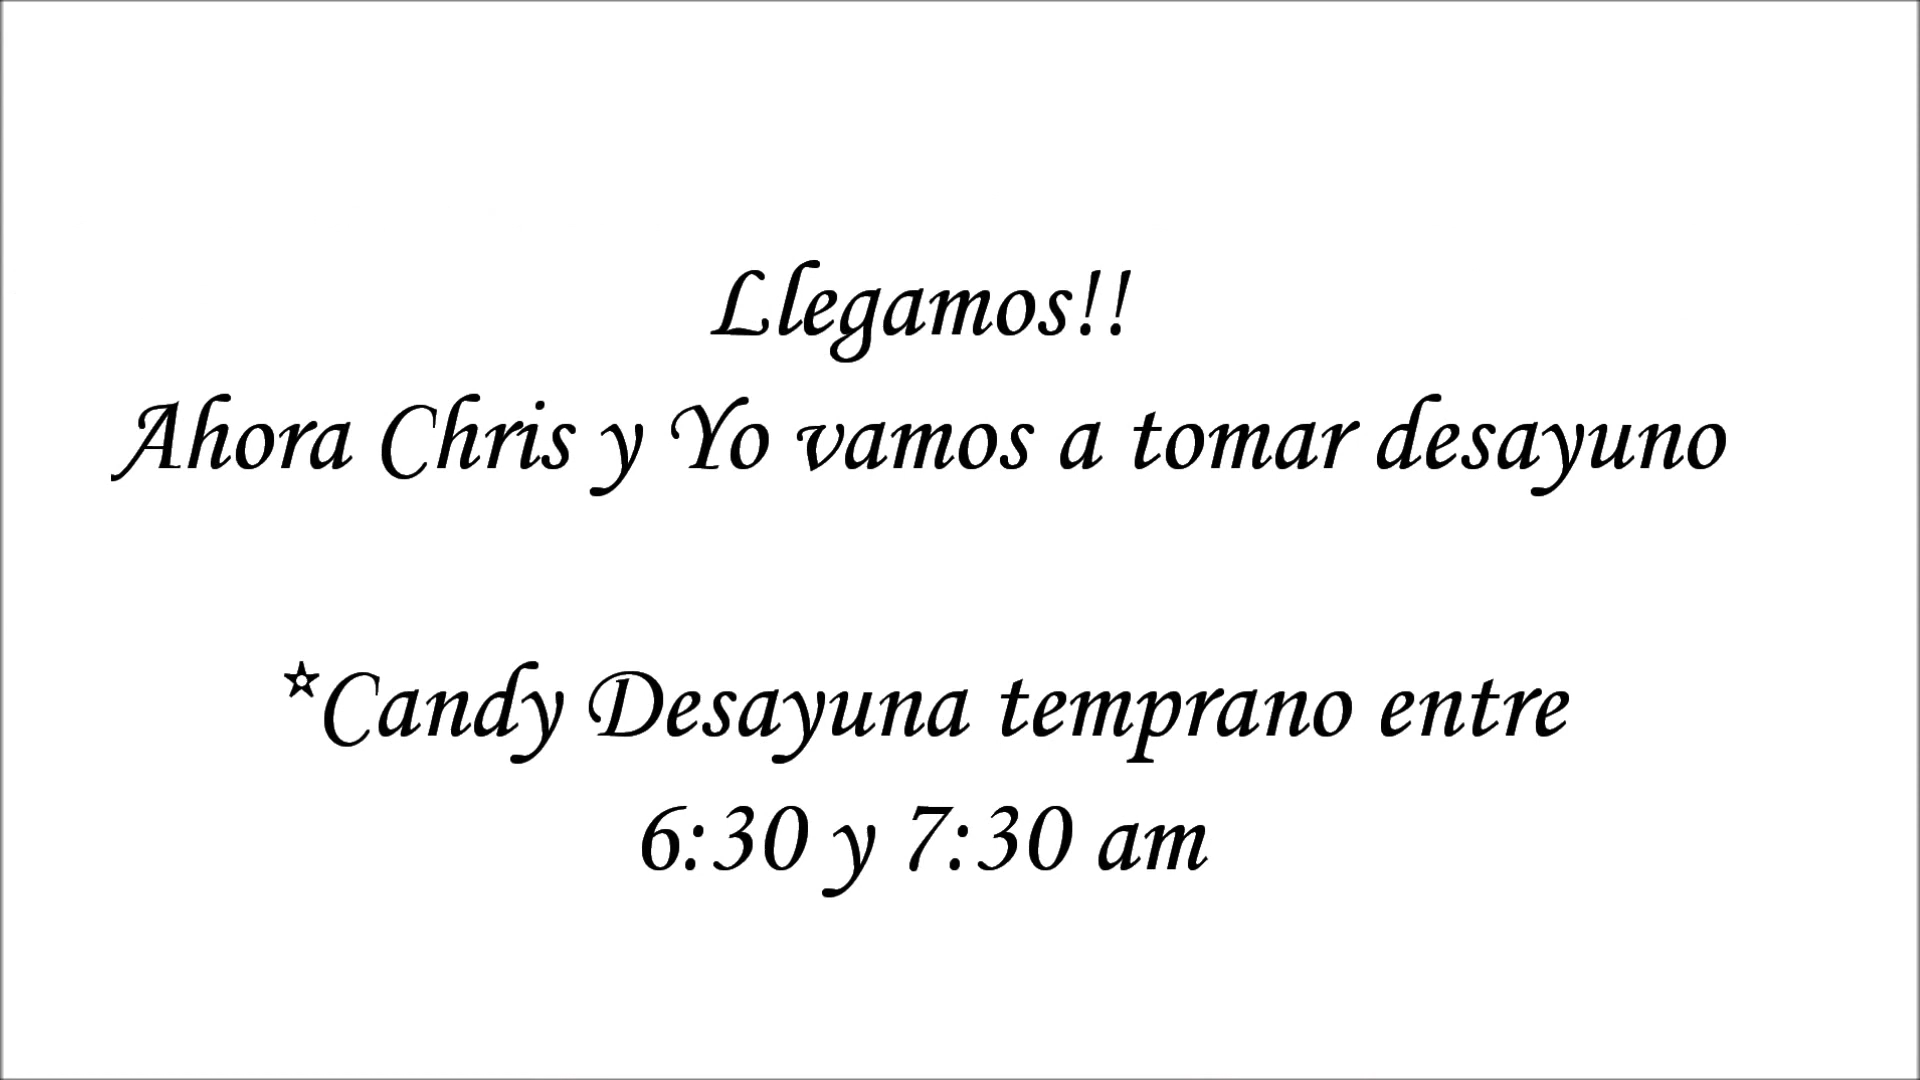 Llegamos!!
Ahora Chris y Yo vamos a tomar desayuno
*Candy Desayuna temprano entre
6:30 y 7:30 am